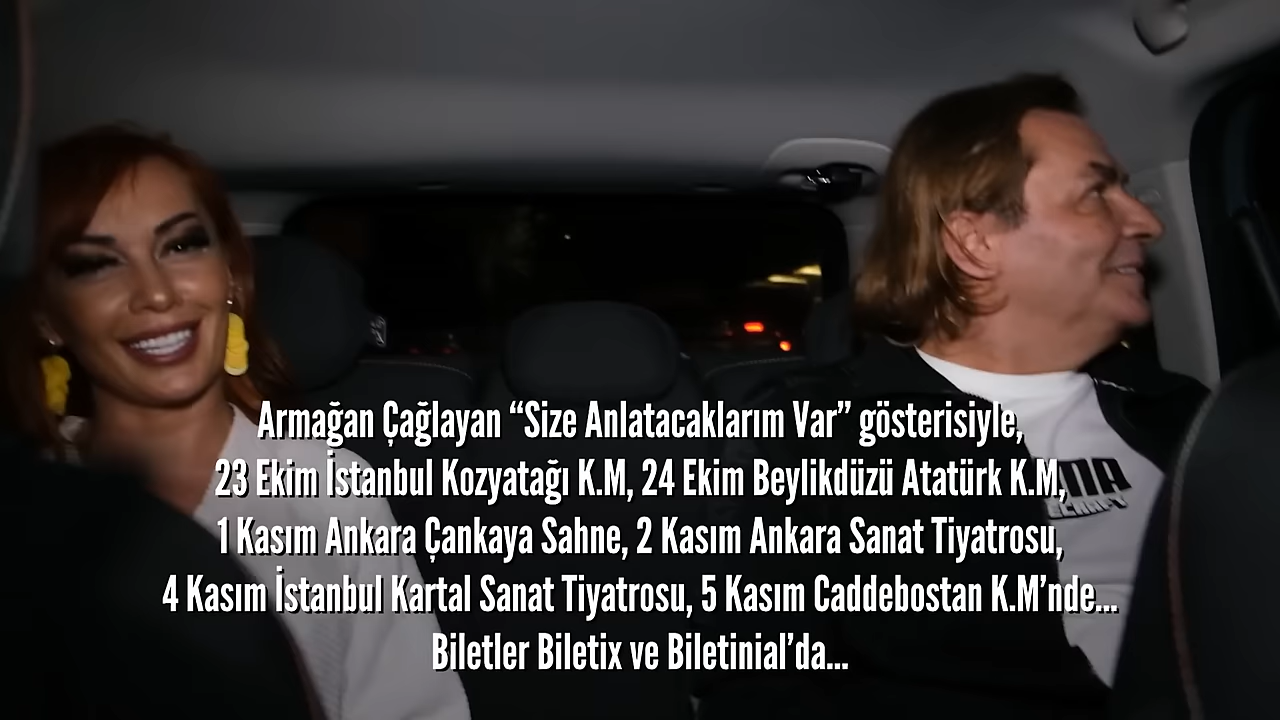 Armağan Çağlayan “Size Anlatacaklarım Var” gösterisiyle,
23 Ekim İstanbul Kozyatağı K.M, 24 Ekim Beylikdüzü Atatürk K.M,
1 Kasım Ankara Çankaya Sahne, 2 Kasım Ankara Sanat Tiyatrosu,
4 Kasım İstanbul Kartal Sanat Tiyatrosu, 5 Kasım Caddebostan K.M’nde...
Biletler Biletix ve Biletinial’da...